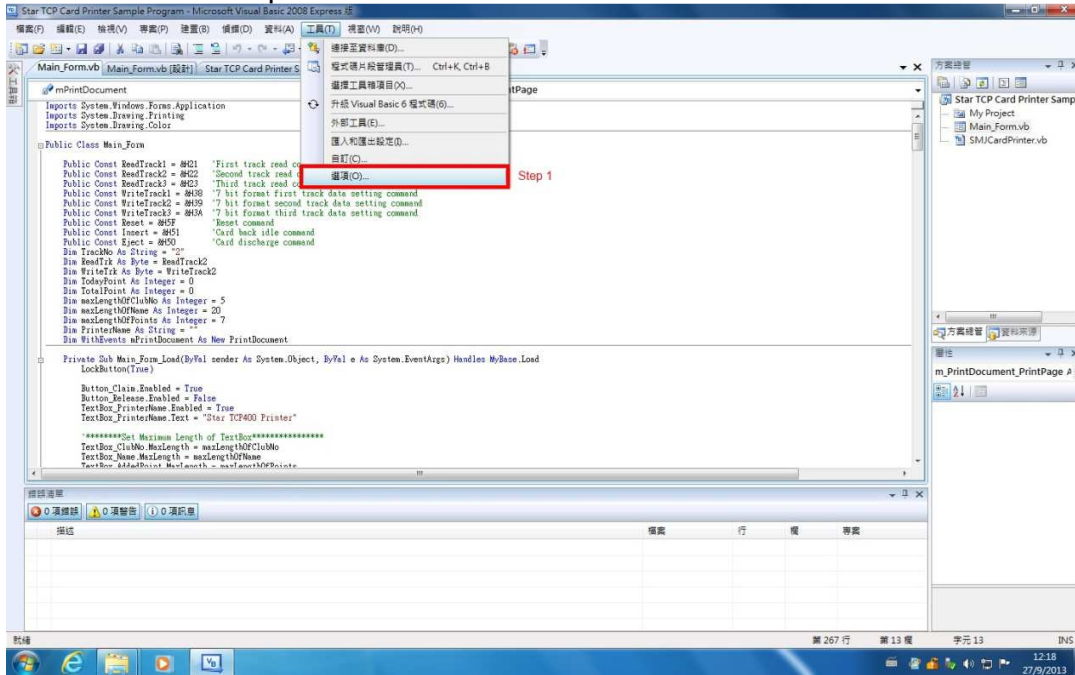 Star TCP Card Printer Sample Program - Microsoft Visual Basic 2008 Express 版
檔案(F) 編輯(E) 檢視(V) 專案(P) 建置(B) 偵錯(D) 資料(A) 工具(T) 視窗(W) 說明(H)
連接至資料庫(D)...
程式碼片段管理員(T)... Ctrl+K, Ctrl+B
選擇工具箱項目(X)...
升級 Visual Basic 6 程式碼(6)...
外部工具(E)...
匯入和匯出設定(I)...
自訂(C)...
選項(O)...
Step 1
Main_Form.vb Main_Form.vb [設計] Star TCP Card Printer S
mPrintDocument
ntPage
Imports System.Windows.Forms.Application
Imports System.Drawing.Printing
Imports System.Drawing.Color
Public Class Main_Form
Public Const ReadTrack1 = &H21 'First track read co
Public Const ReadTrack2 = &H22 'Second track read c
Public Const ReadTrack3 = &H23 'Third track read co
Public Const WriteTrack1 = &H38 '7 bit format first track data setting command
Public Const WriteTrack2 = &H39 '7 bit format second track data setting command
Public Const WriteTrack3 = &H3A '7 bit format third track data setting command
Public Const Reset = &H5F 'Reset command
Public Const Insert = &H51 'Card back idle command
Public Const Eject = &H50 'Card discharge command
Dim TrackNo As String = "2"
Dim ReadTrk As Byte = ReadTrack2
Dim WriteTrk As Byte = WriteTrack2
Dim TodayPoint As Integer = 0
Dim TotalPoint As Integer = 0
Dim maxLengthOfClubNo As Integer = 5
Dim maxLengthOfName As Integer = 20
Dim maxLengthOfPoints As Integer = 7
Dim PrinterName As String = ""
Dim WithEvents mPrintDocument As New PrintDocument
Private Sub Main_Form_Load(ByVal sender As System.Object, ByVal e As System.EventArgs) Handles MyBase.Load
LockButton(True)
Button_Claim.Enabled = True
Button_Release.Enabled = False
TextBox_PrinterName.Enabled = True
TextBox_PrinterName.Text = "Star TCP400 Printer"
'********Set Maximum Length of TextBox****************
TextBox_ClubNo.MaxLength = maxLengthOfClubNo
TextBox_Name.MaxLength = maxLengthOfName
TextBox_AddedPoint.MaxLength = maxLengthOfPoints
方案總管
Star TCP Card Printer Samp
My Project
Main_Form.vb
SMJCardPrinter.vb
方案總管 資料來源
屬性
m_PrintDocument_PrintPage A
錯誤清單
0 項錯誤 0 項警告 0 項訊息
描述 檔案 行 欄 專案
就緒 第 267 行 第 13 欄 字元 13 INS
12:18
27/9/2013